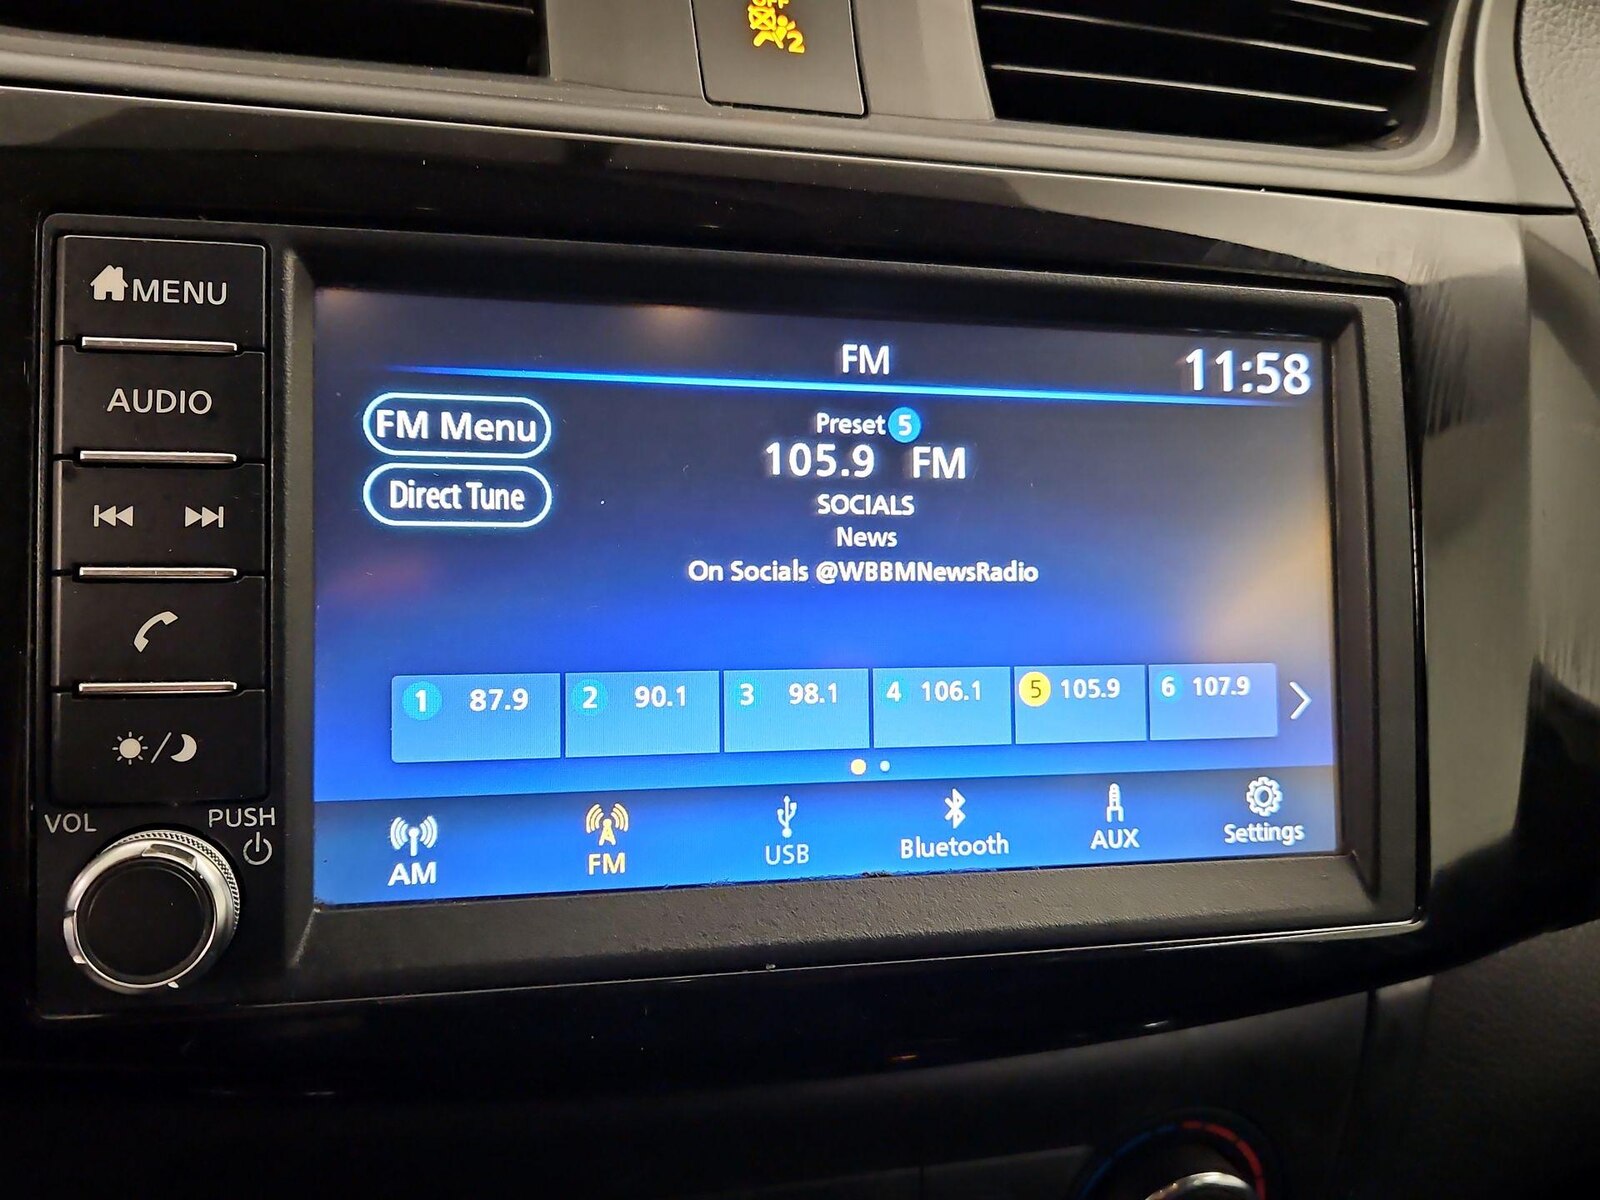 OFF
2
MENU
AUDIO
VOL
PUSH
FM
11:58
FM Menu
Direct Tune
Preset 5
105.9 FM
SOCIALS
News
On Socials @WBBMNewsRadio
1 87.9
2 90.1
3 98.1
4 106.1
5 105.9
6 107.9
AM
FM
USB
Bluetooth
AUX
Settings